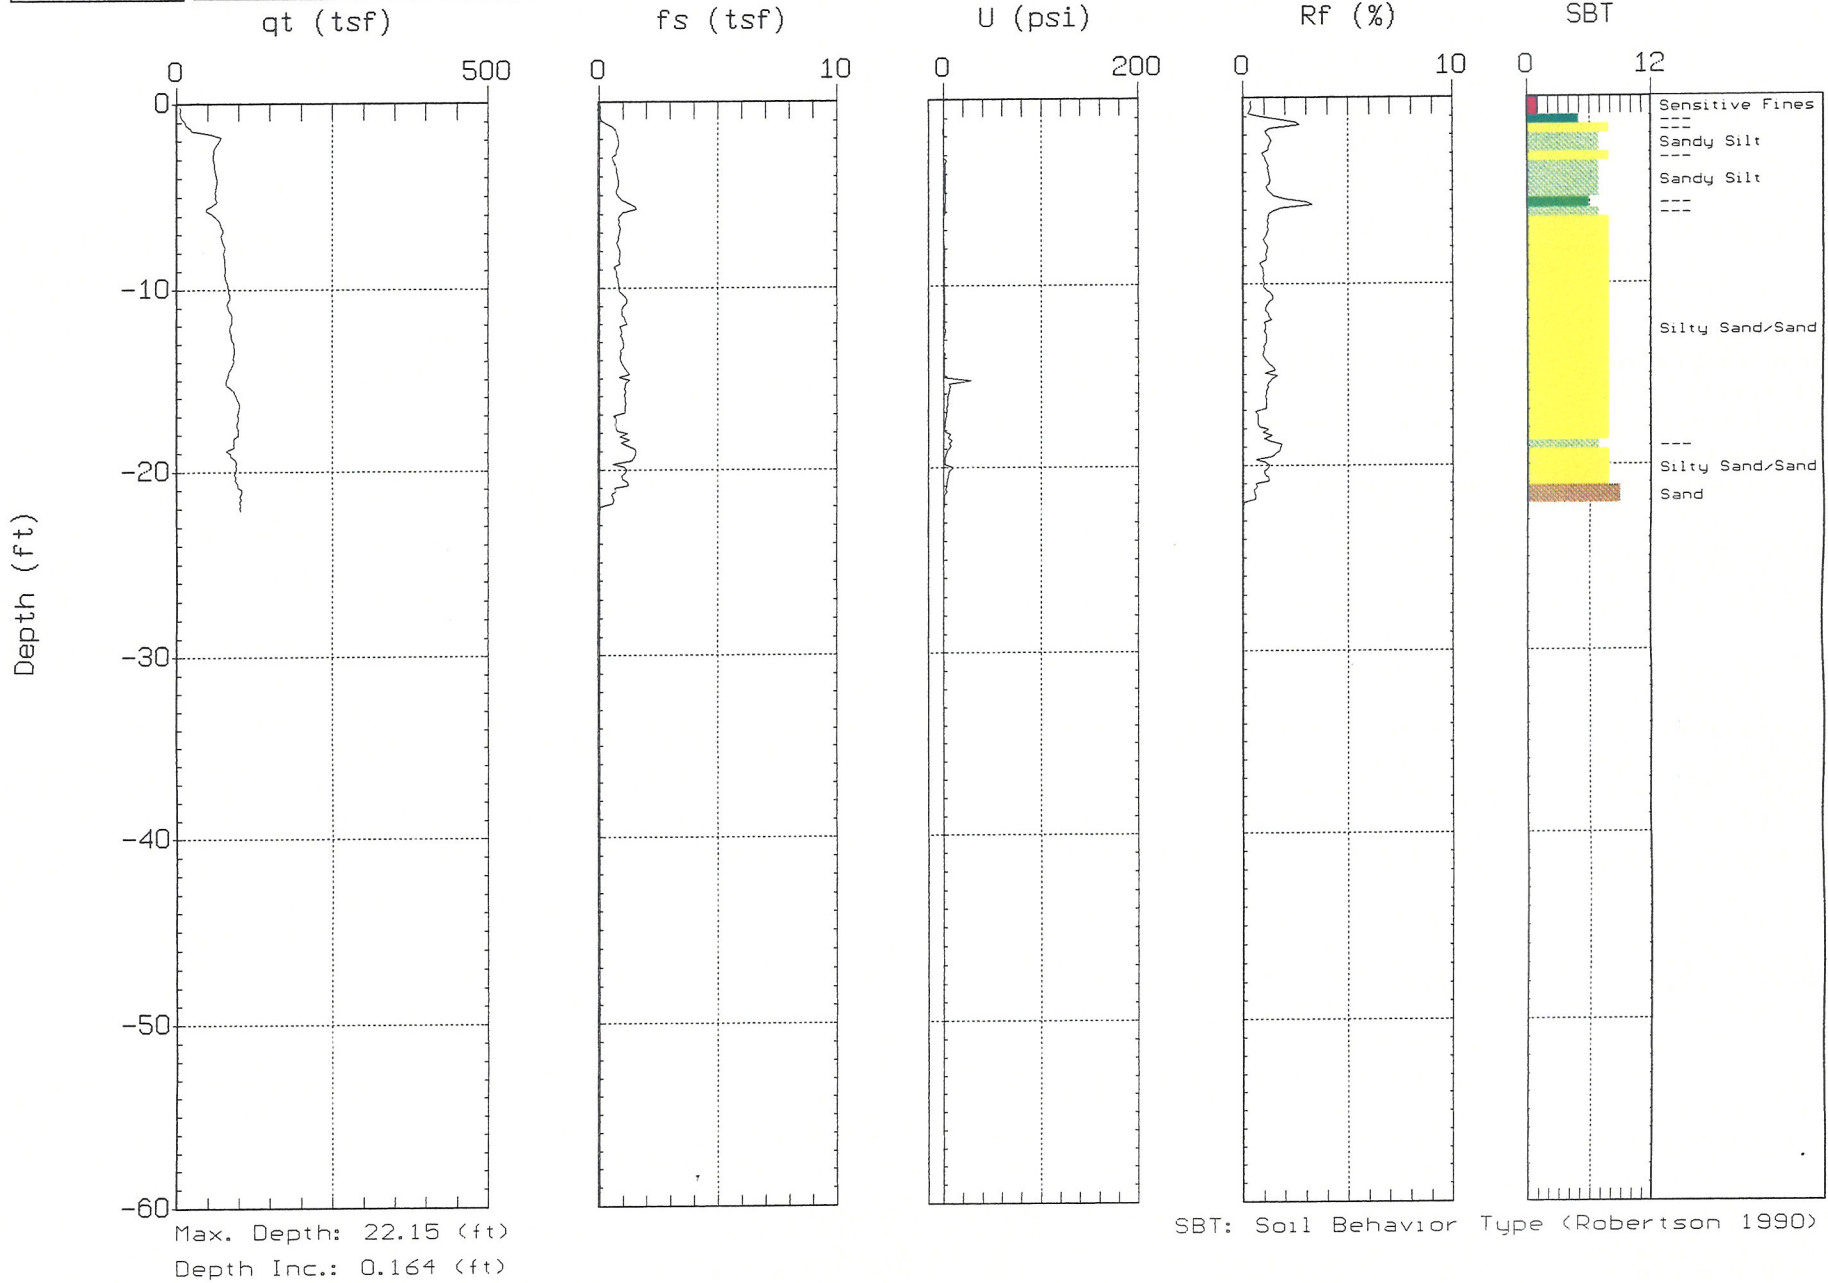 qt (tsf) fs (tsf) U (psi) Rf (%) SBT
0 500 0 10 0 200 0 10 0 12
0
-10
-20
-30
-40
-50
-60
Depth (ft)
Sensitive Fines
---
---
Sandy Silt
---
Sandy Silt
---
---
Silty Sand/Sand
---
Silty Sand/Sand
Sand
Max. Depth: 22.15 (ft)
Depth Inc.: 0.164 (ft)
SBT: Soil Behavior Type (Robertson 1990)